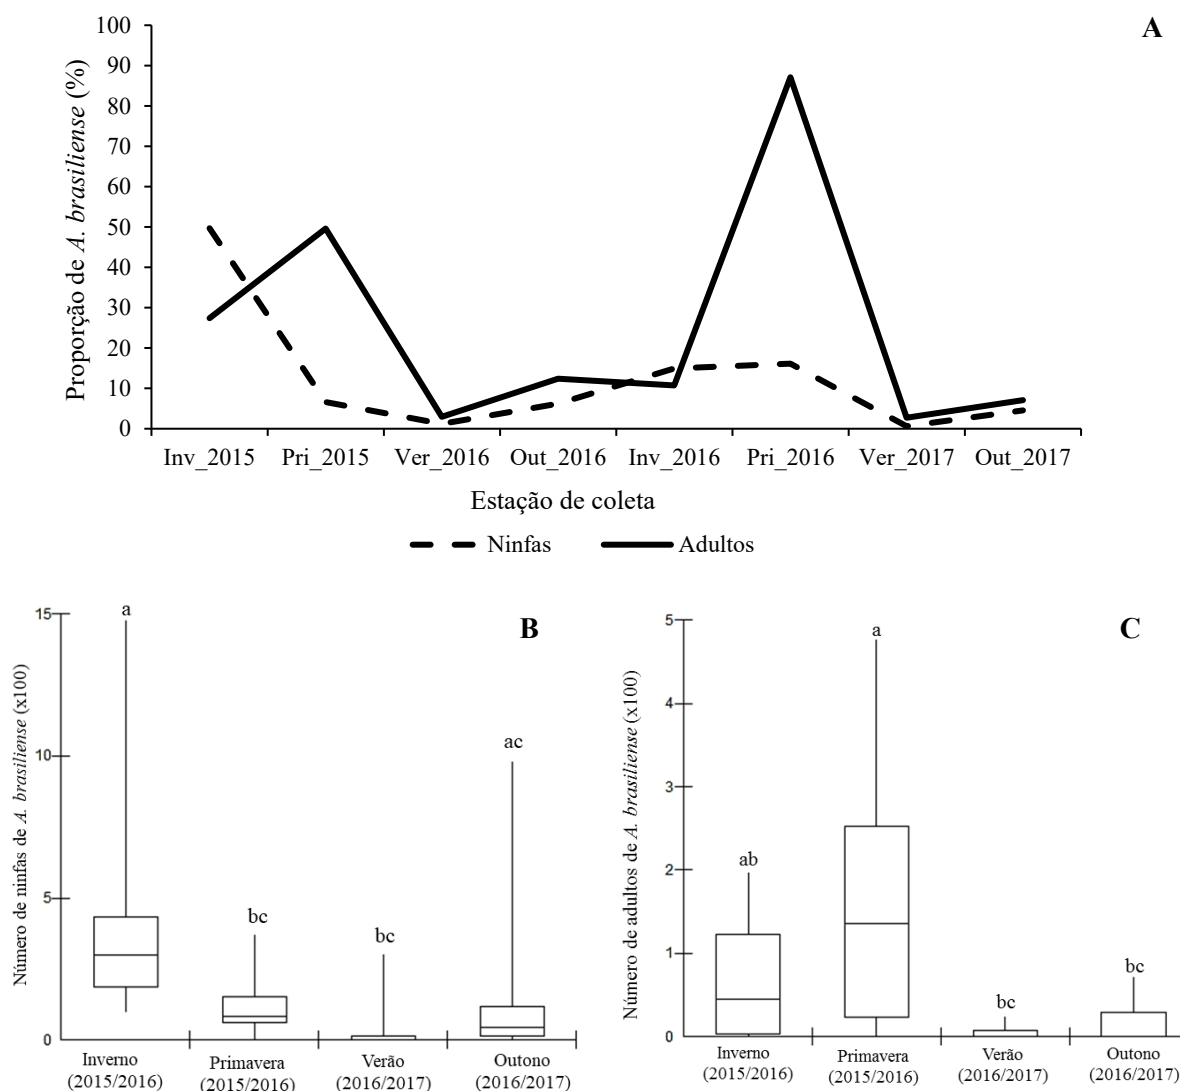 A
Proporção de A. brasiliense (%)
100
90
80
70
60
50
40
30
20
10
0
Inv_2015 Pri_2015 Ver_2016 Out_2016 Inv_2016 Pri_2016 Ver_2017 Out_2017
Estação de coleta
Ninfas Adultos
B
Número de ninfas de A. brasiliense (x100)
15
10
5
0
a
bc
bc
ac
Inverno Primavera Verão Outono
(2015/2016) (2015/2016) (2016/2017) (2016/2017)
C
Número de adultos de A. brasiliense (x100)
5
4
3
2
1
0
ab
a
bc
bc
Inverno Primavera Verão Outono
(2015/2016) (2015/2016) (2016/2017) (2016/2017)